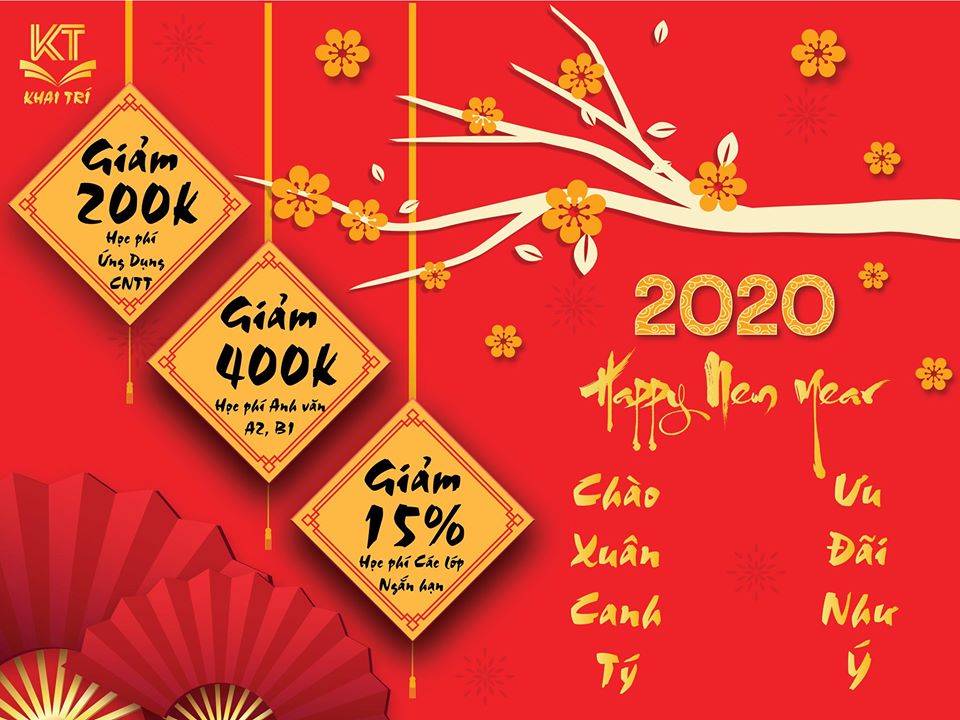 KT
KHAI TRÍ
Giảm
200k
Học phí
Ứng Dụng
CNTT
Giảm
400k
Học phí Anh văn
A2, B1
Giảm
15%
Học phí Các lớp
Ngắn hạn
2020
Happy New Year
Chào
Xuân
Canh
Tý
Ưu
Đãi
Như
Ý